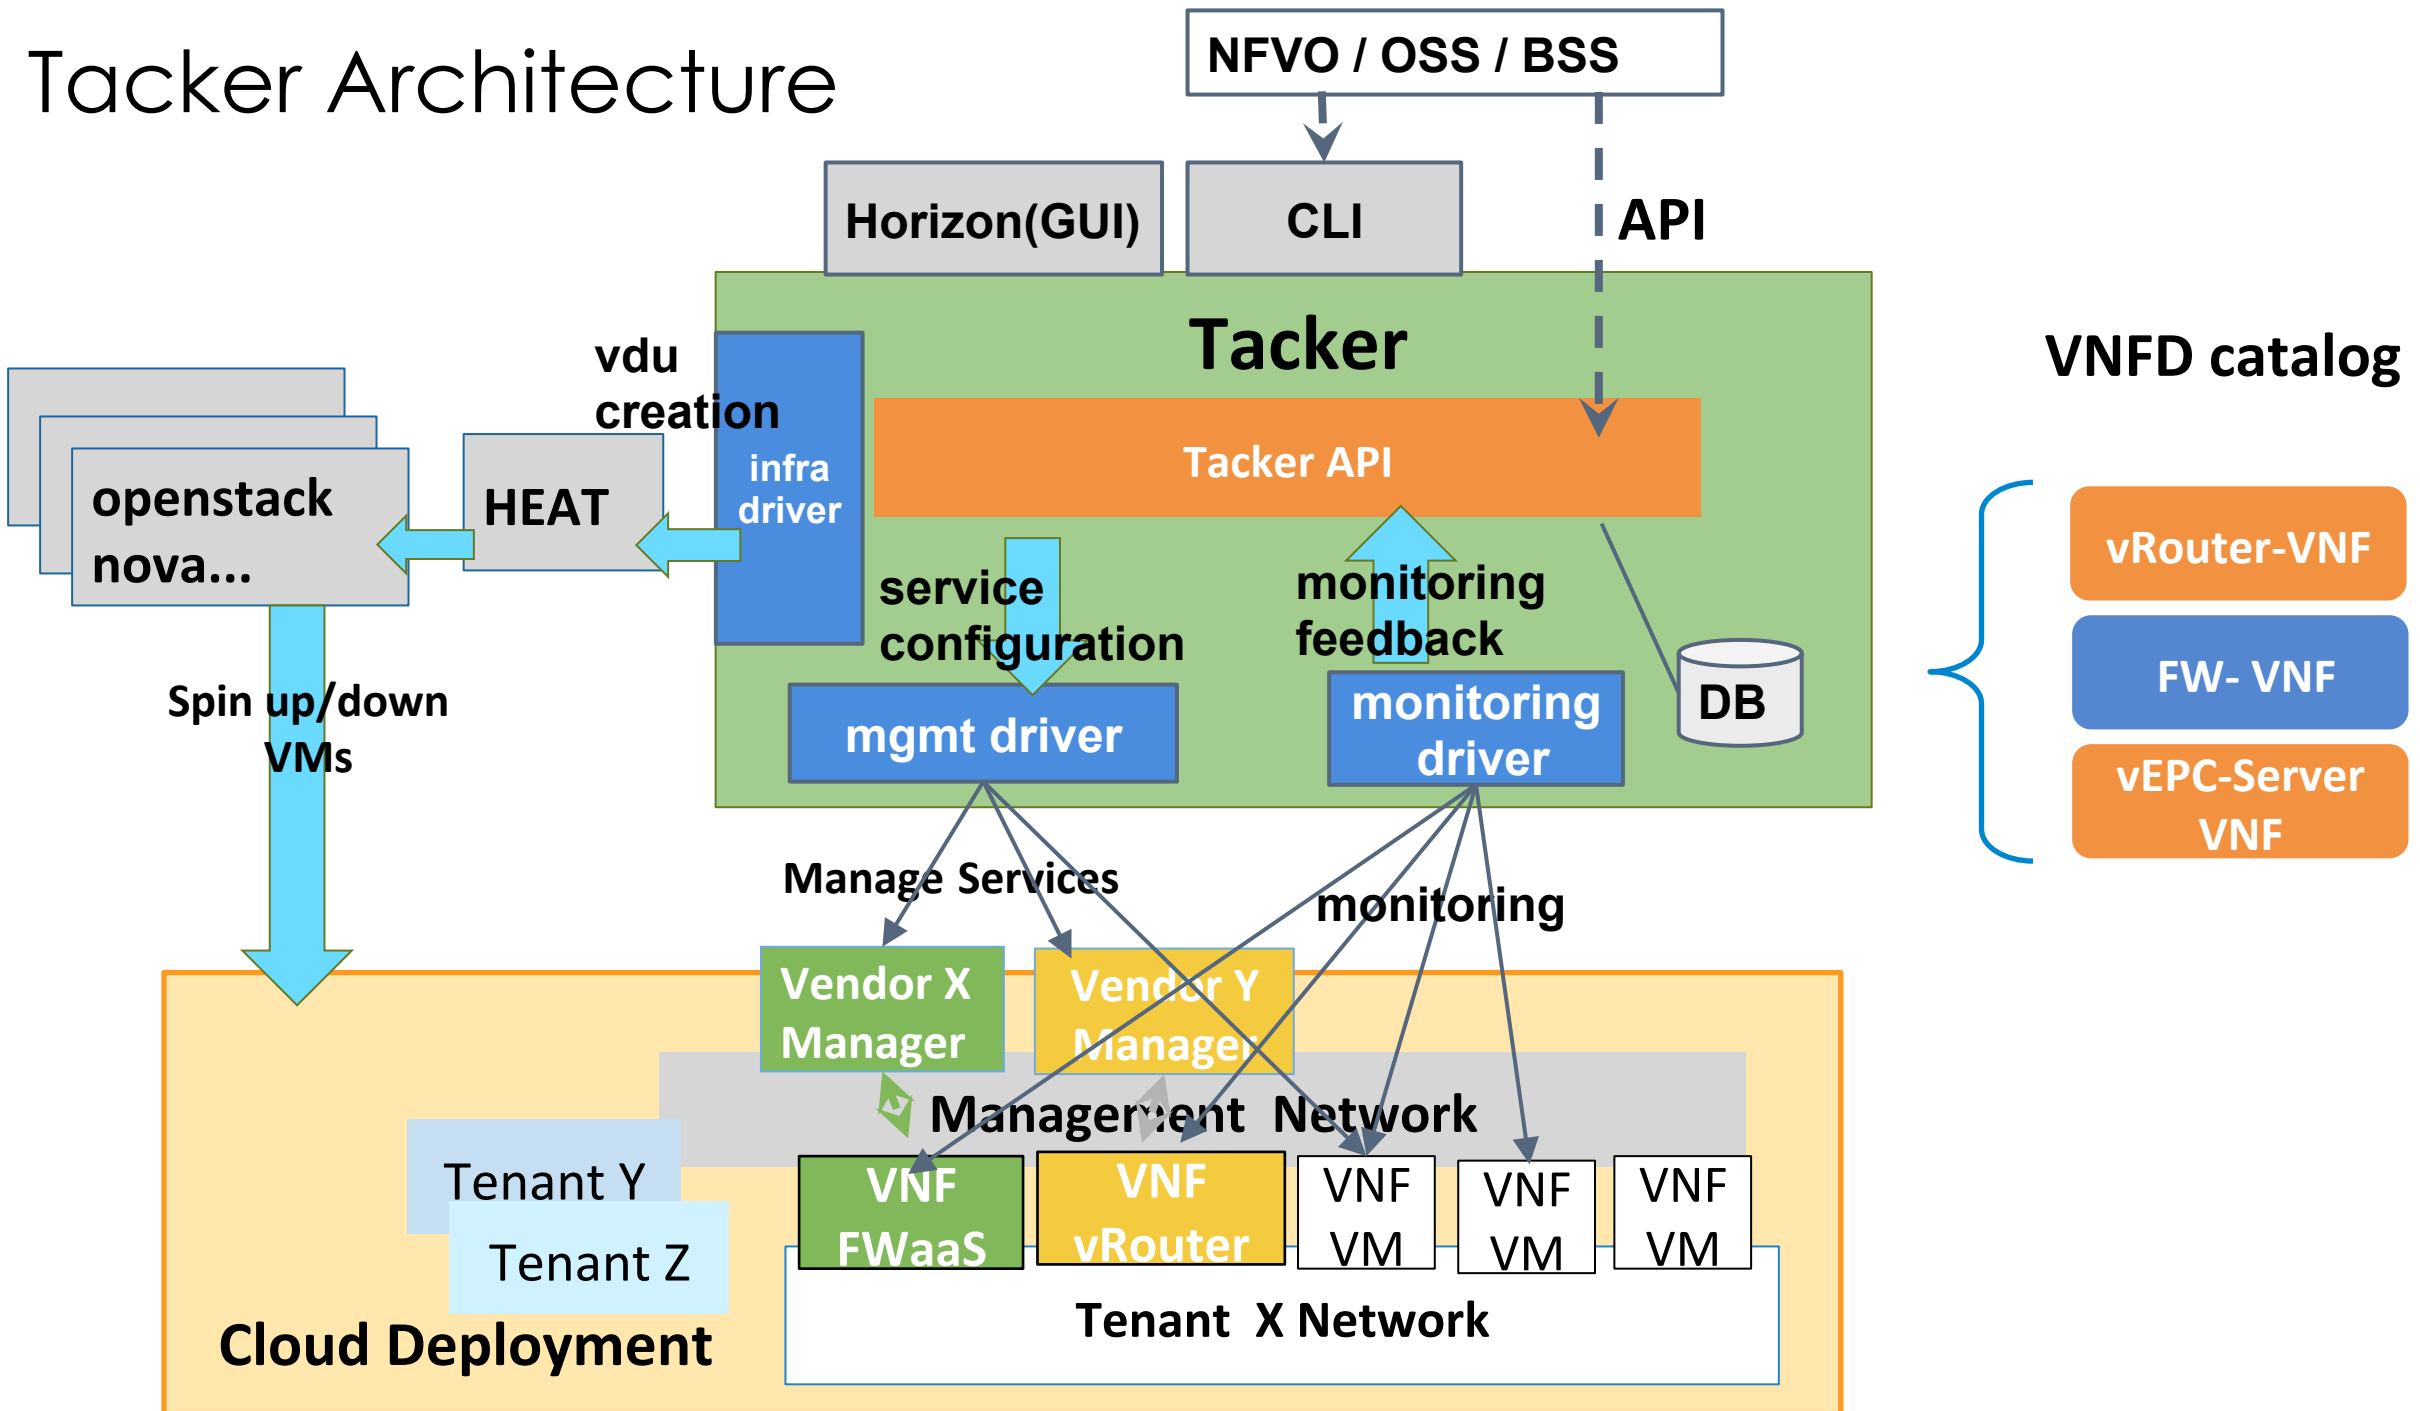 Tacker Architecture
NFVO / OSS / BSS
Horizon(GUI)
CLI
API
Tacker
vdu
creation
infra
driver
Tacker API
VNFD catalog
openstack
nova...
HEAT
service
configuration
monitoring
feedback
vRouter-VNF
FW- VNF
vEPC-Server
VNF
mgmt driver
monitoring
driver
DB
Spin up/down
VMs
Manage Services
monitoring
Vendor X
Manager
Vendor Y
Manager
Management  Network
Tenant Y
Tenant Z
VNF
FWaaS
VNF
vRouter
VNF
VM
VNF
VM
VNF
VM
Tenant  X Network
Cloud Deployment